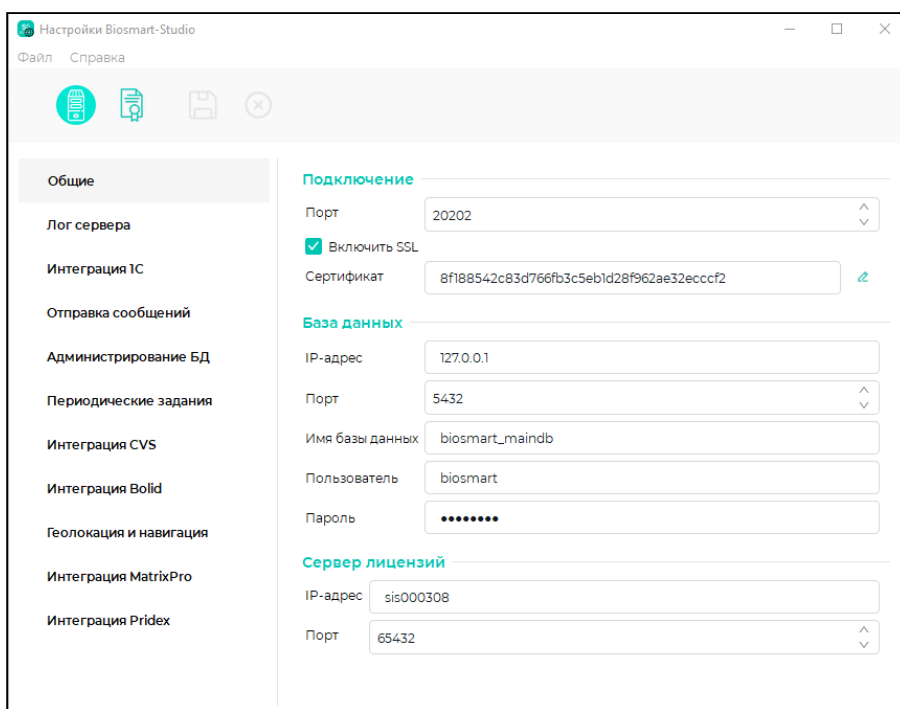 Настройки Biosmart-Studio
Файл Справка
Общие
Лог сервера
Интеграция 1С
Отправка сообщений
Администрирование БД
Периодические задания
Интеграция CVS
Интеграция Bolid
Геолокация и навигация
Интеграция MatrixPro
Интеграция Pridex
Подключение
Порт 20202
Включить SSL
Сертификат 8f188542c83d766fb3c5eb1d28f962ae32ecccf2
База данных
IP-адрес 127.0.0.1
Порт 5432
Имя базы данных biosmart_maindb
Пользователь biosmart
Пароль ••••••••
Сервер лицензий
IP-адрес sis000308
Порт 65432